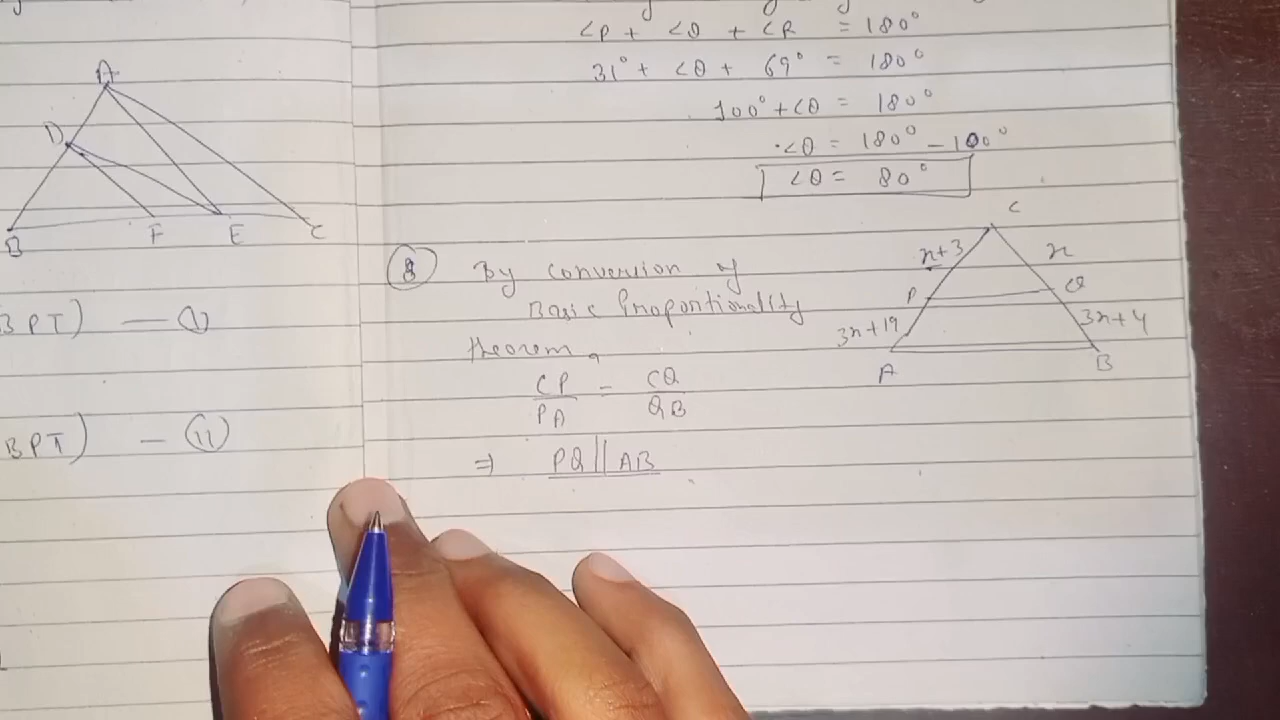 ∠P + ∠Q + ∠R = 180°
31° + ∠Q + 69° = 180°
100° + ∠Q = 180°
∠Q = 180° - 100°
∠Q = 80°
A
D
B F E C
BPT) — (i)
BPT) — (ii)
(8) By conversion of
Basic Proportionality
theorem,
CP/PA = CQ/QB
⇒ PQ || AB
C
x+3 x
P Q
3x+19 3x+4
A B